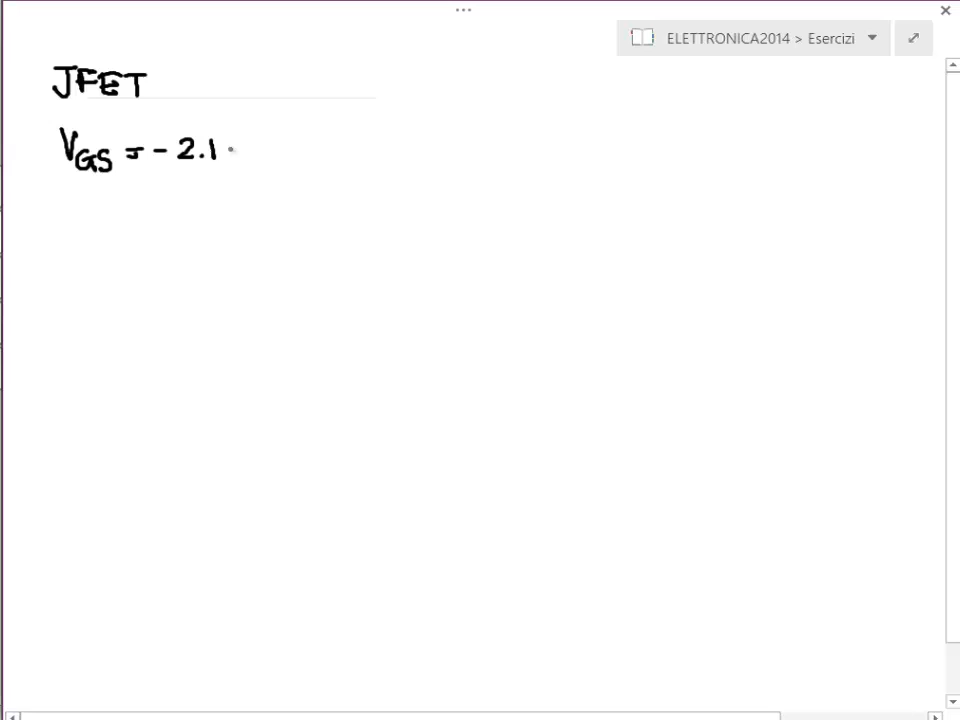 ELETTRONICA2014 > Esercizi
JFET
VGS = - 2.1